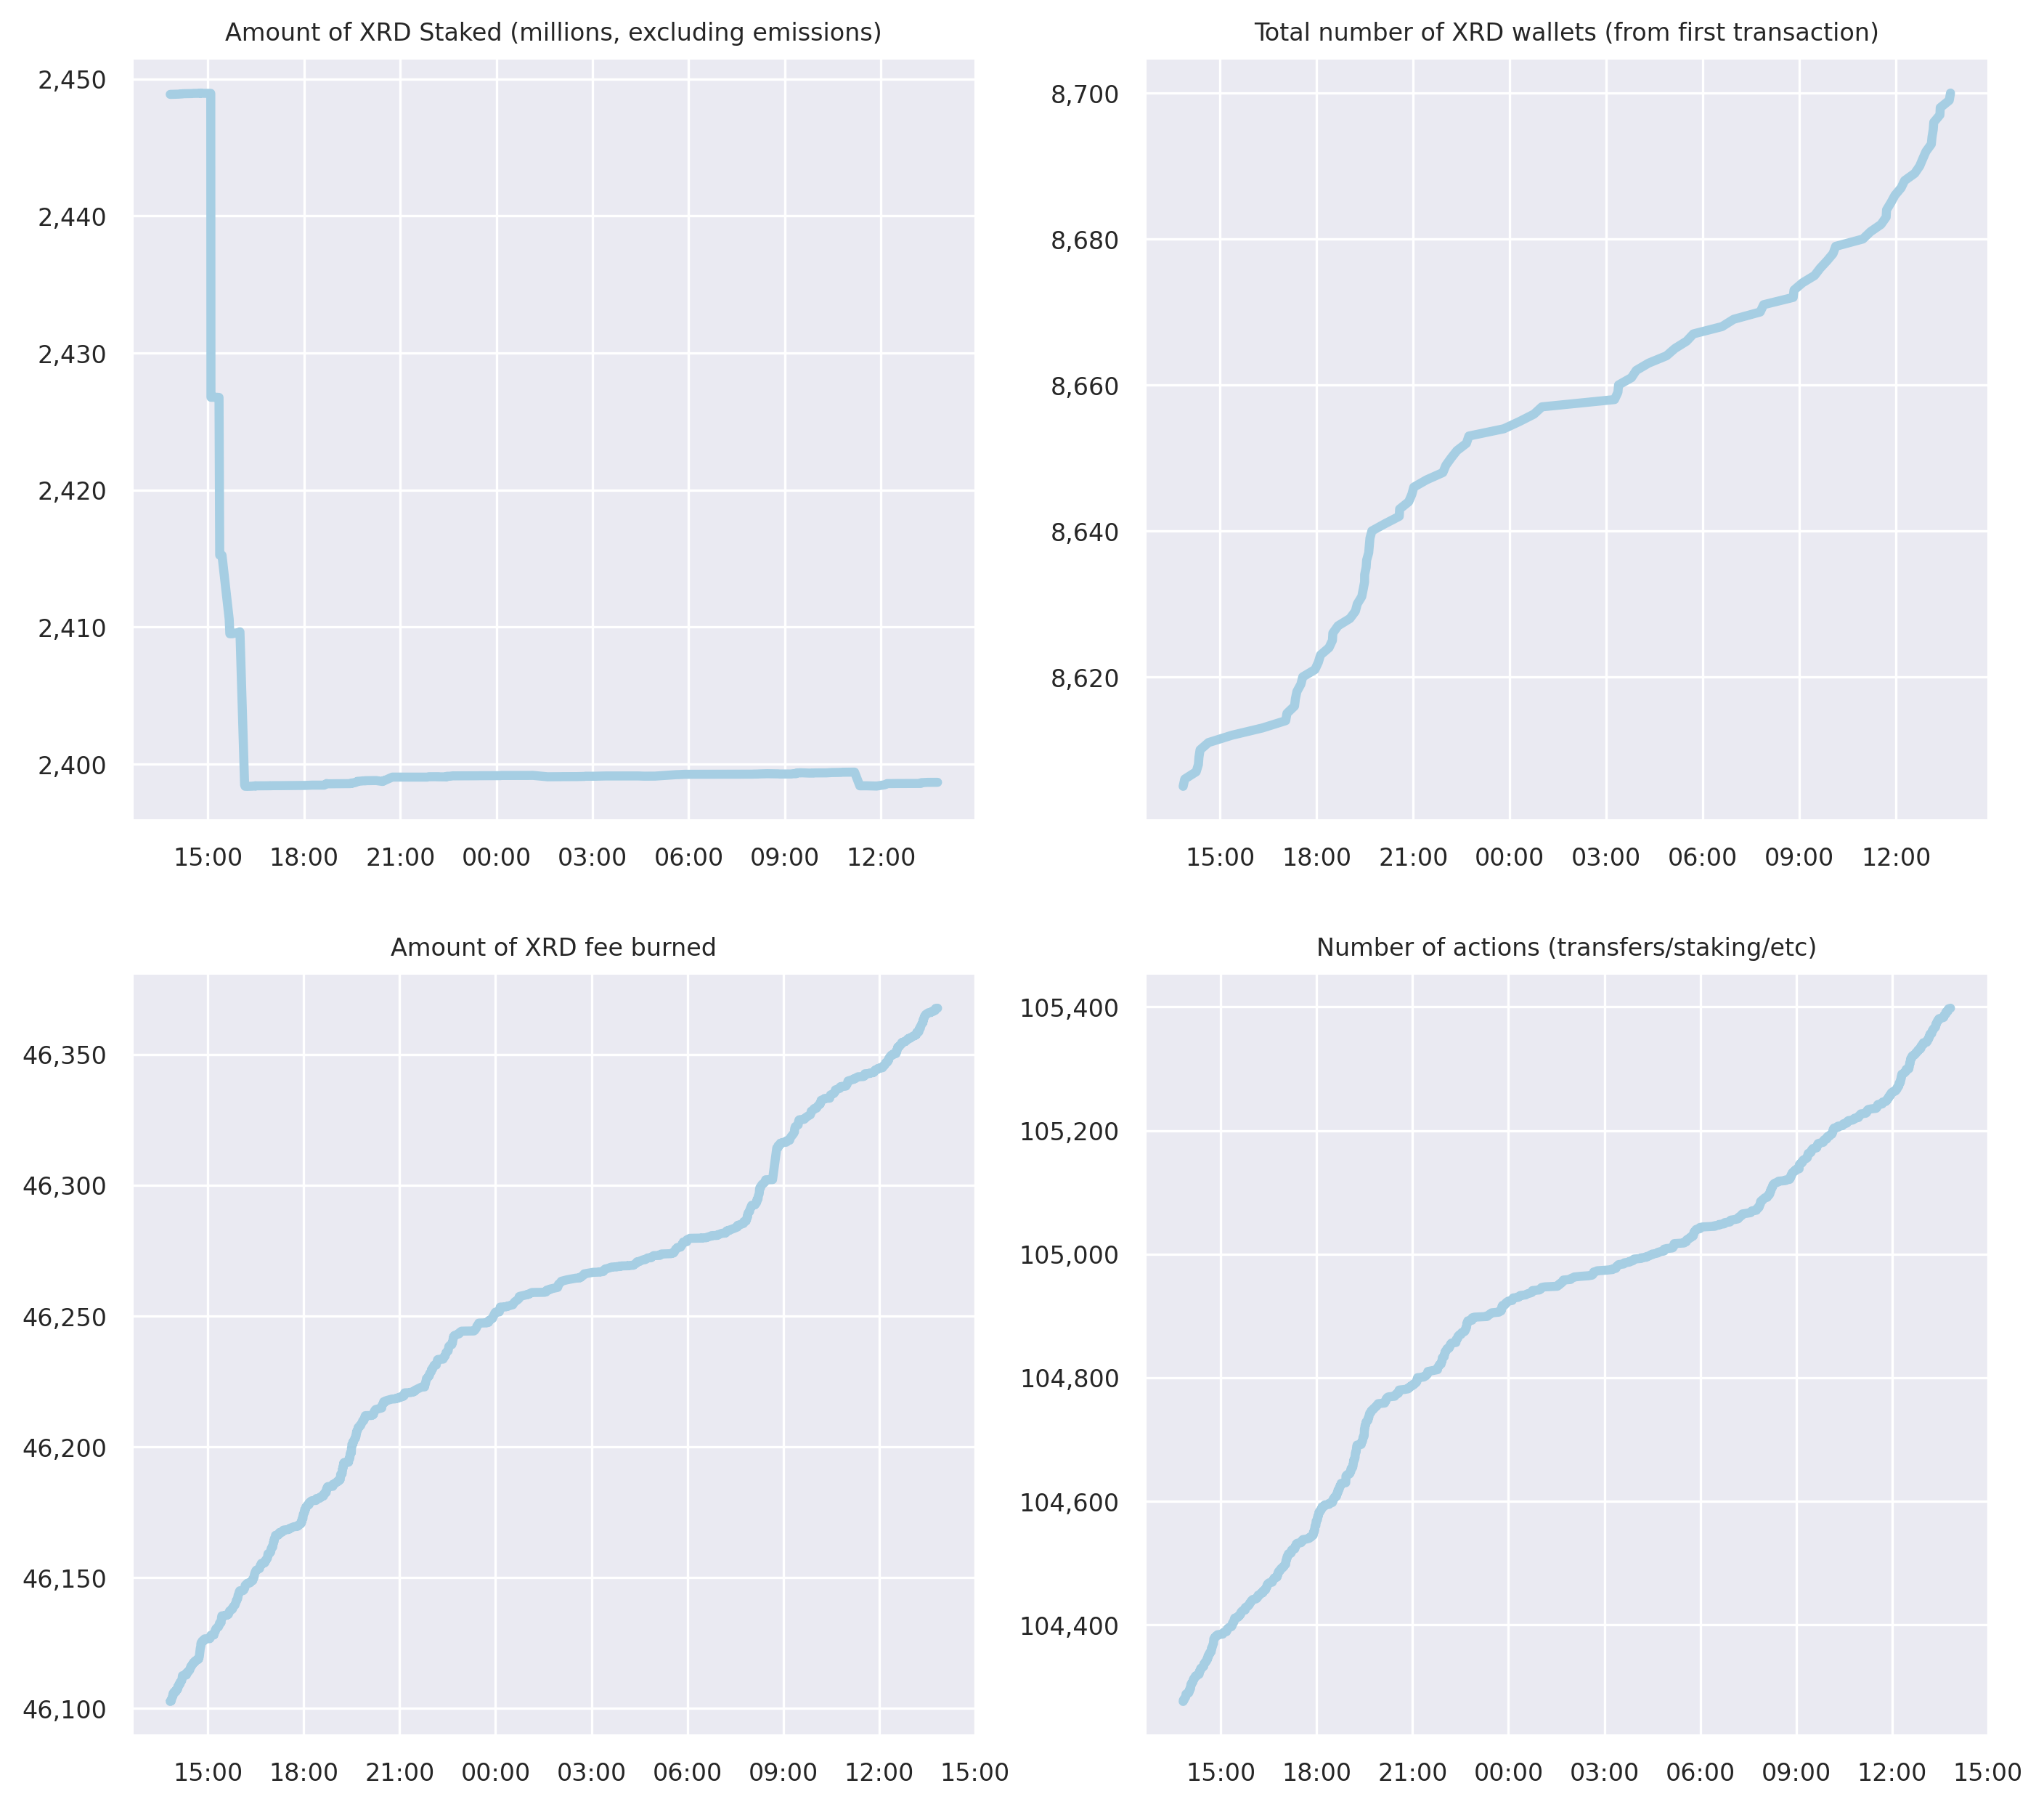 Amount of XRD Staked (millions, excluding emissions)
2,450
2,440
2,430
2,420
2,410
2,400
15:00 18:00 21:00 00:00 03:00 06:00 09:00 12:00
Total number of XRD wallets (from first transaction)
8,700
8,680
8,660
8,640
8,620
15:00 18:00 21:00 00:00 03:00 06:00 09:00 12:00
Amount of XRD fee burned
46,350
46,300
46,250
46,200
46,150
46,100
15:00 18:00 21:00 00:00 03:00 06:00 09:00 12:00 15:00
Number of actions (transfers/staking/etc)
105,400
105,200
105,000
104,800
104,600
104,400
15:00 18:00 21:00 00:00 03:00 06:00 09:00 12:00 15:00